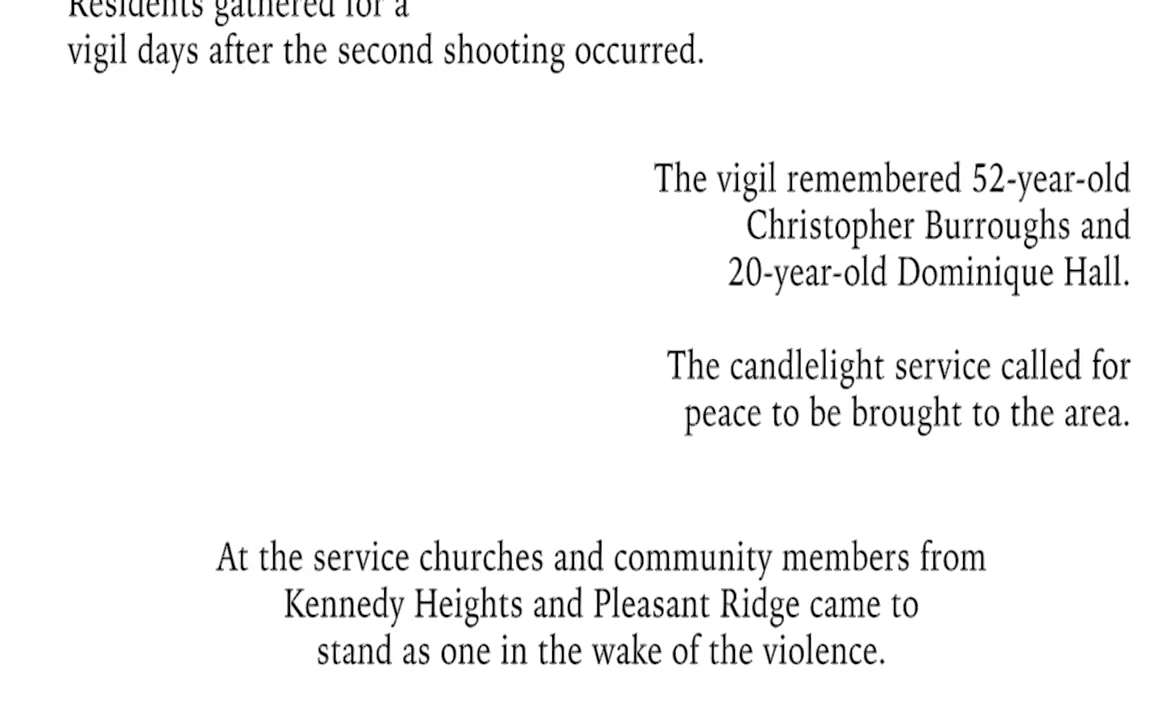 Residents gathered for a
vigil days after the second shooting occurred.
The vigil remembered 52-year-old
Christopher Burroughs and
20-year-old Dominique Hall.
The candlelight service called for
peace to be brought to the area.
At the service churches and community members from
Kennedy Heights and Pleasant Ridge came to
stand as one in the wake of the violence.